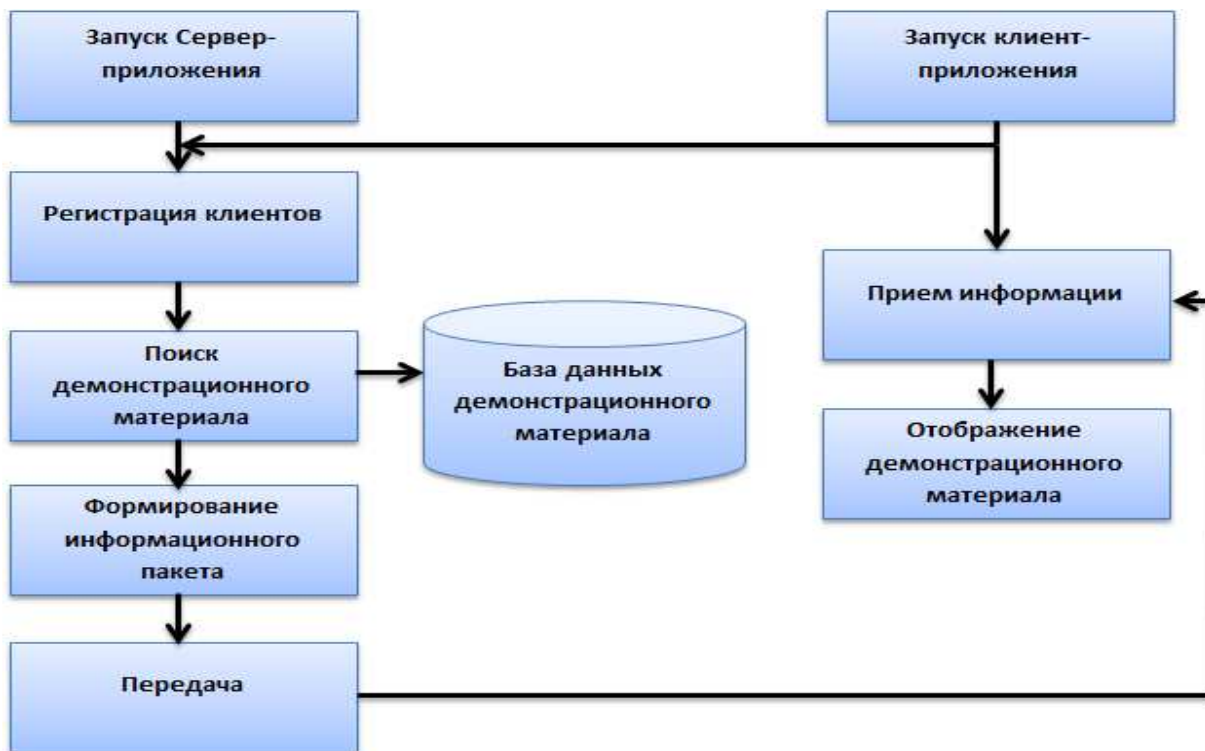 Запуск Сервер-
приложения
Запуск клиент-
приложения
Регистрация клиентов
Прием информации
Поиск
демонстрационного
материала
База данных
демонстрационного
материала
Отображение
демонстрационного
материала
Формирование
информационного
пакета
Передача